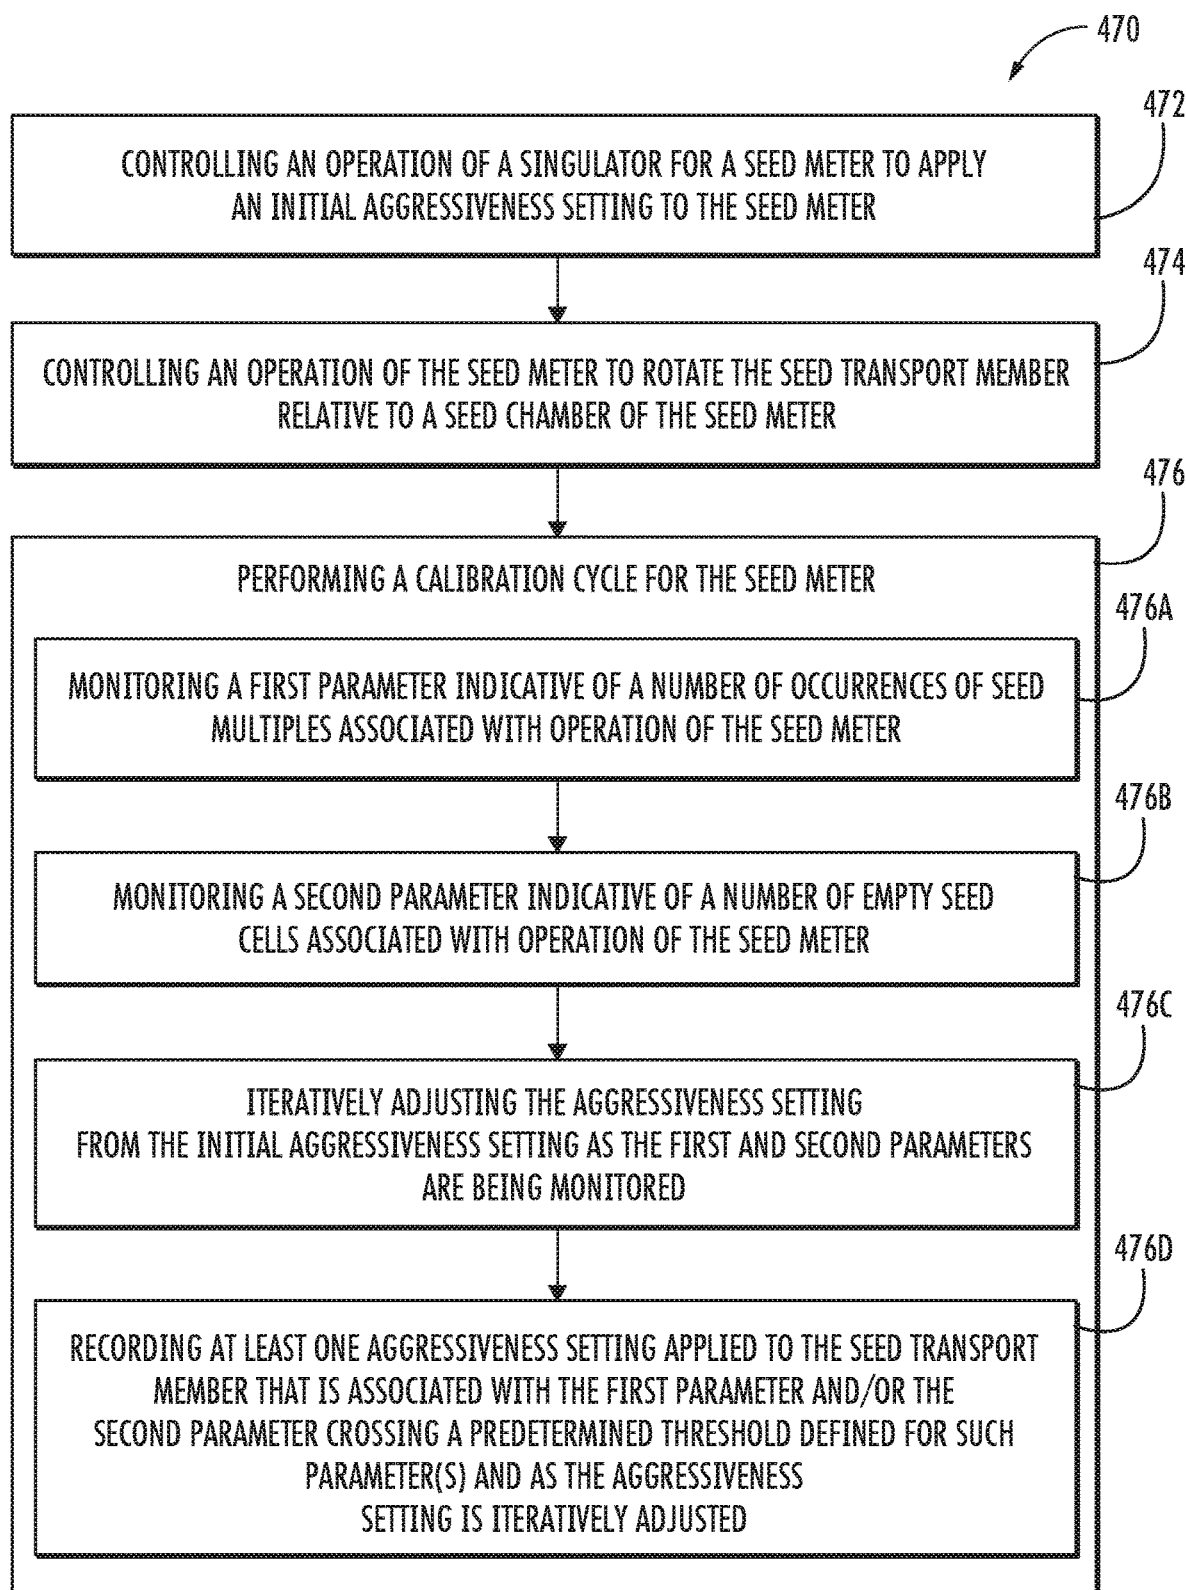 470
472
CONTROLLING AN OPERATION OF A SINGULATOR FOR A SEED METER TO APPLY
AN INITIAL AGGRESSIVENESS SETTING TO THE SEED METER
474
CONTROLLING AN OPERATION OF THE SEED METER TO ROTATE THE SEED TRANSPORT MEMBER
RELATIVE TO A SEED CHAMBER OF THE SEED METER
476
PERFORMING A CALIBRATION CYCLE FOR THE SEED METER
476A
MONITORING A FIRST PARAMETER INDICATIVE OF A NUMBER OF OCCURRENCES OF SEED
MULTIPLES ASSOCIATED WITH OPERATION OF THE SEED METER
476B
MONITORING A SECOND PARAMETER INDICATIVE OF A NUMBER OF EMPTY SEED
CELLS ASSOCIATED WITH OPERATION OF THE SEED METER
476C
ITERATIVELY ADJUSTING THE AGGRESSIVENESS SETTING
FROM THE INITIAL AGGRESSIVENESS SETTING AS THE FIRST AND SECOND PARAMETERS
ARE BEING MONITORED
476D
RECORDING AT LEAST ONE AGGRESSIVENESS SETTING APPLIED TO THE SEED TRANSPORT
MEMBER THAT IS ASSOCIATED WITH THE FIRST PARAMETER AND/OR THE
SECOND PARAMETER CROSSING A PREDETERMINED THRESHOLD DEFINED FOR SUCH
PARAMETER(S) AND AS THE AGGRESSIVENESS
SETTING IS ITERATIVELY ADJUSTED